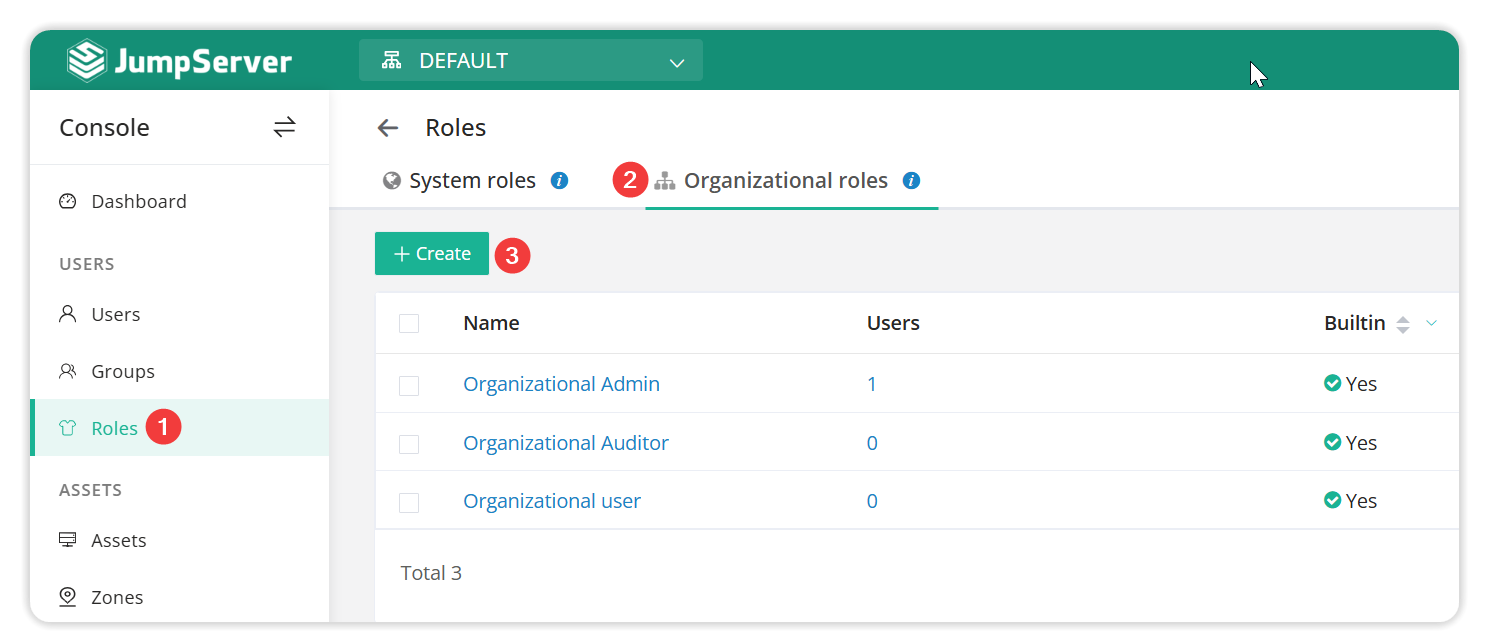 JumpServer DEFAULT
Console
Roles
System roles i 2 Organizational roles i
Dashboard
USERS
Users
Groups
Roles 1
ASSETS
Assets
Zones
+ Create 3
Name Users Builtin
Organizational Admin 1 Yes
Organizational Auditor 0 Yes
Organizational user 0 Yes
Total 3